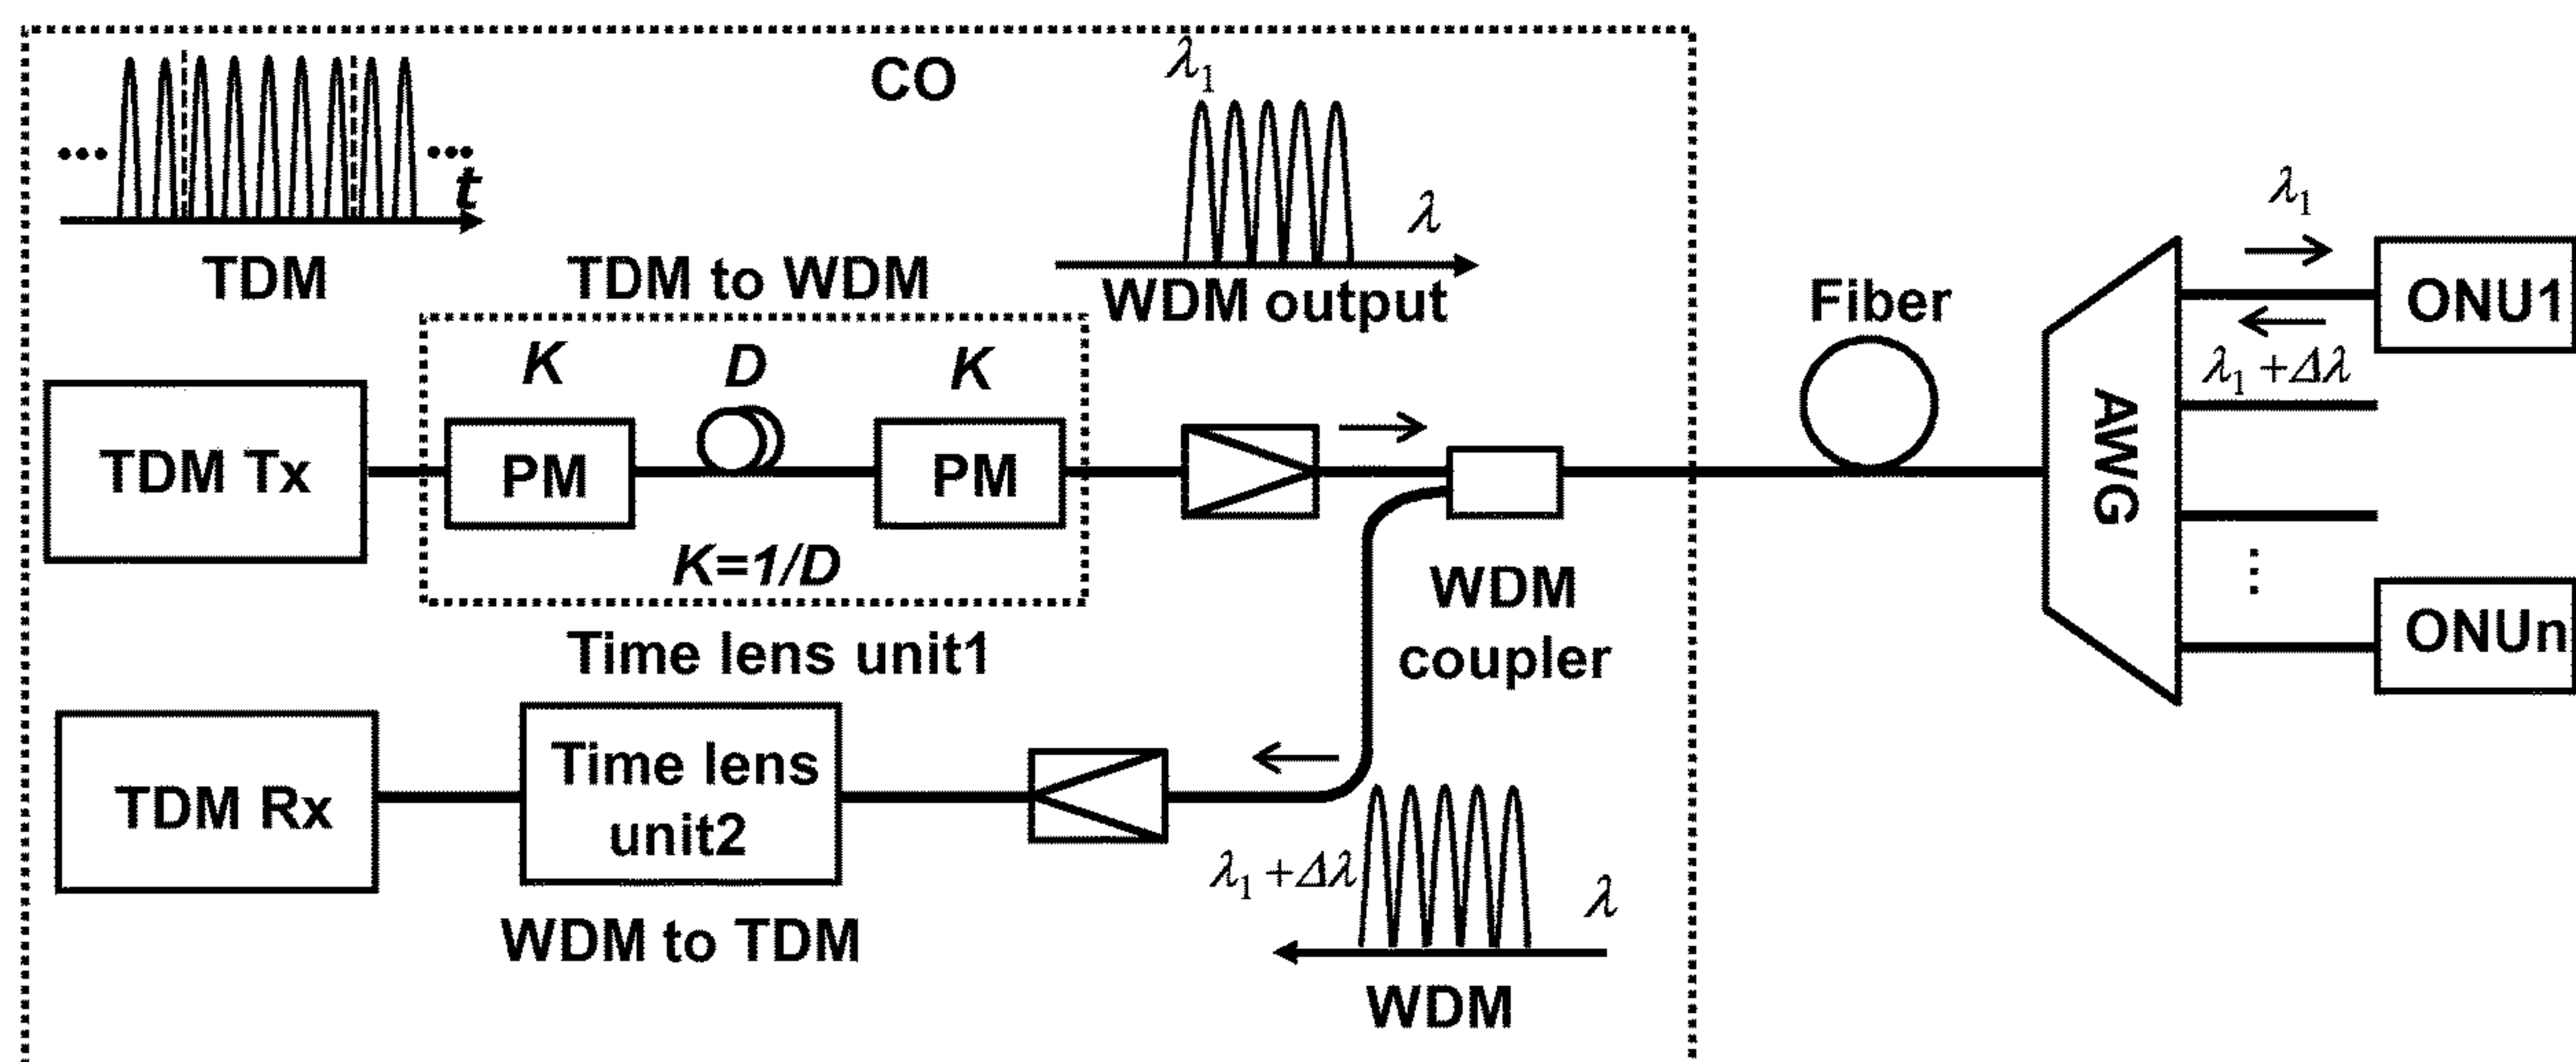 CO
•••
•••
t
TDM
λ₁
λ
WDM output
TDM to WDM
K
D
K
TDM Tx
PM
PM
K=1/D
Time lens unit1
WDM
coupler
Fiber
AWG
λ₁
λ₁ +Δλ
ONU1
⋮
ONUn
TDM Rx
Time lens
unit2
WDM to TDM
λ₁ +Δλ
λ
WDM